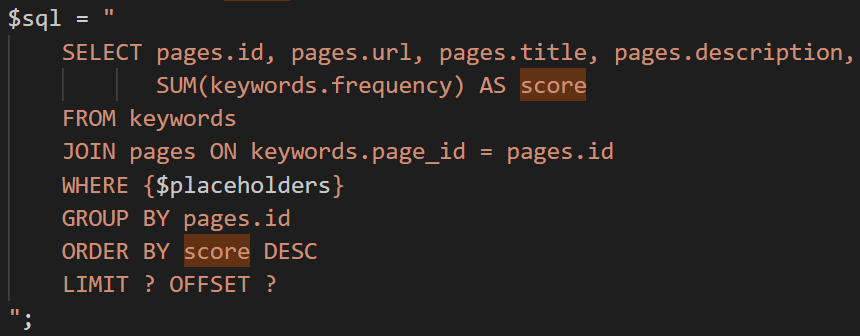 $sql = "
SELECT pages.id, pages.url, pages.title, pages.description,
SUM(keywords.frequency) AS score
FROM keywords
JOIN pages ON keywords.page_id = pages.id
WHERE {$placeholders}
GROUP BY pages.id
ORDER BY score DESC
LIMIT ? OFFSET ?
";